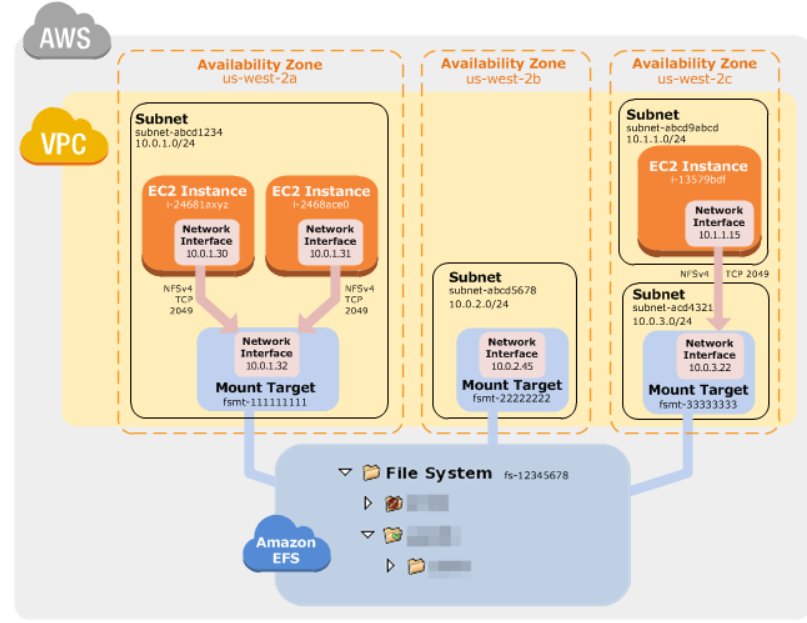 AWS
Availability Zone
us-west-2a
Availability Zone
us-west-2b
Availability Zone
us-west-2c
VPC
Subnet
subnet-abcd1234
10.0.1.0/24
EC2 Instance
i-24681axyz
Network
Interface
10.0.1.30
EC2 Instance
i-2468ace0
Network
Interface
10.0.1.31
NFSv4
TCP
2049
NFSv4
TCP
2049
Network
Interface
10.0.1.32
Mount Target
fsmt-111111111
Subnet
subnet-abcd5678
10.0.2.0/24
Network
Interface
10.0.2.45
Mount Target
fsmt-22222222
Subnet
subnet-abcd9abcd
10.1.1.0/24
EC2 Instance
i-13579bdf
Network
Interface
10.1.1.15
NFSv4 TCP 2049
Subnet
subnet-acd4321
10.0.3.0/24
Network
Interface
10.0.3.22
Mount Target
fsmt-33333333
File System fs-12345678
Amazon
EFS